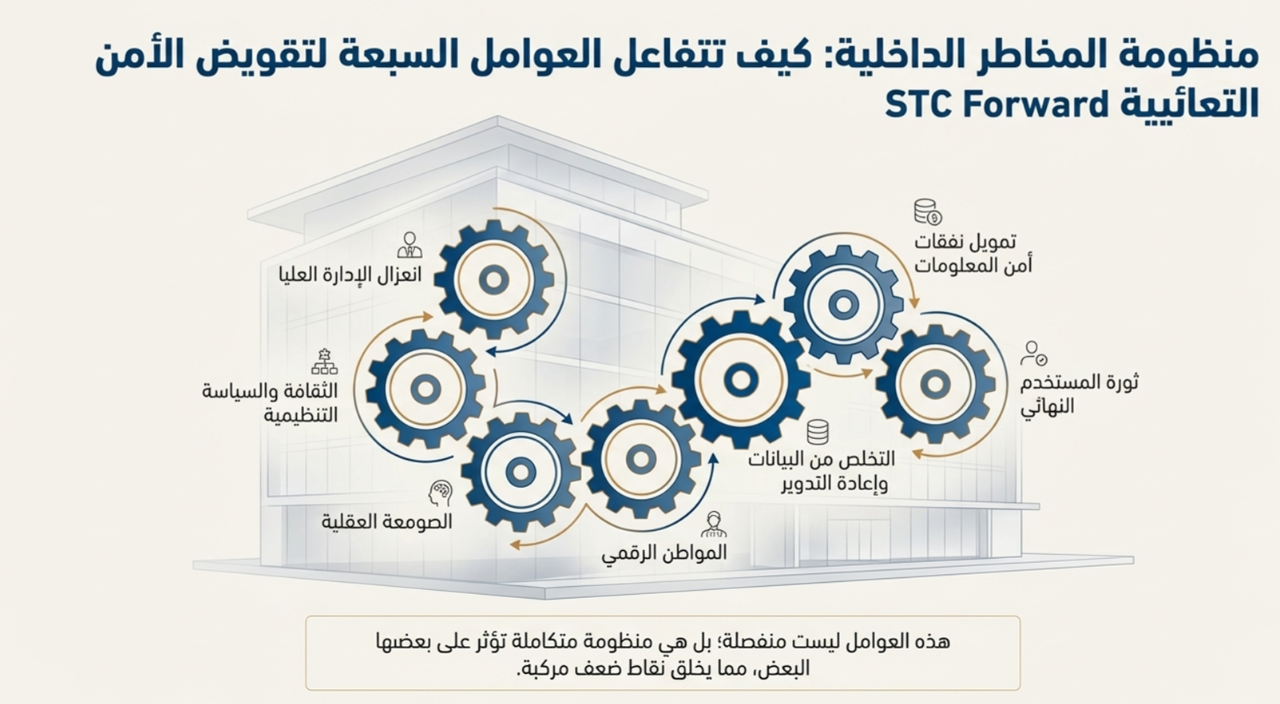 منظومة المخاطر الداخلية: كيف تتفاعل العوامل السبعة لتقويض الأمن
التعائيية STC Forward
تمويل نفقات
أمن المعلومات
انعزال الإدارة العليا
ثورة المستخدم
النهائي
الثقافة والسياسة
التنظيمية
التخلص من البيانات
وإعادة التدوير
الصومعة العقلية
المواطن الرقمي
هذه العوامل ليست منفصلة؛ بل هي منظومة متكاملة تؤثر على بعضها
البعض، مما يخلق نقاط ضعف مركبة.